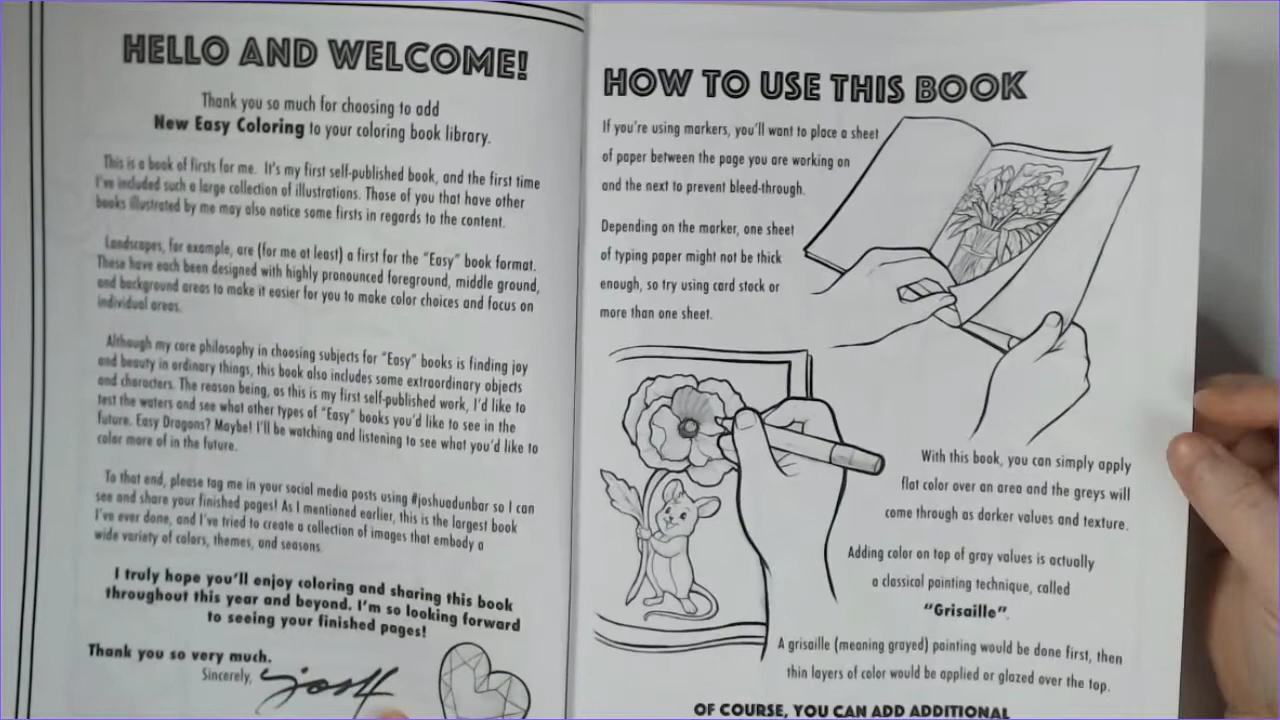 HELLO AND WELCOME!
Thank you so much for choosing to add
New Easy Coloring to your coloring book library.
This is a book of firsts for me. It's my first self-published book, and the first time
I've included such a large collection of illustrations. Those of you that have other
books illustrated by me may also notice some firsts in regards to the content.
Landscapes, for example, are (for me at least) a first for the "Easy" book format.
These have each been designed with highly pronounced foreground, middle ground,
and background areas to make it easier for you to make color choices and focus on
individual areas.
Although my core philosophy in choosing subjects for "Easy" books is finding joy
and beauty in ordinary things, this book also includes some extraordinary objects
and characters. The reason being, as this is my first self-published work, I'd like to
test the waters and see what other types of "Easy" books you'd like to see in the
future. Easy Dragons? Maybe! I'll be watching and listening to see what you'd like to
color more of in the future.
To that end, please tag me in your social media posts using #joshuadunbar so I can
see and share your finished pages! As I mentioned earlier, this is the largest book
I've ever done, and I've tried to create a collection of images that embody a
wide variety of colors, themes, and seasons.
I truly hope you'll enjoy coloring and sharing this book
throughout this year and beyond. I'm so looking forward
to seeing your finished pages!
Thank you so very much.
Sincerely,
Josh
HOW TO USE THIS BOOK
If you're using markers, you'll want to place a sheet
of paper between the page you are working on
and the next to prevent bleed-through.
Depending on the marker, one sheet
of typing paper might not be thick
enough, so try using card stock or
more than one sheet.
With this book, you can simply apply
flat color over an area and the greys will
come through as darker values and texture.
Adding color on top of gray values is actually
a classical painting technique, called
"Grisaille".
A grisaille (meaning grayed) painting would be done first, then
thin layers of color would be applied or glazed over the top.
OF COURSE, YOU CAN ADD ADDITIONAL